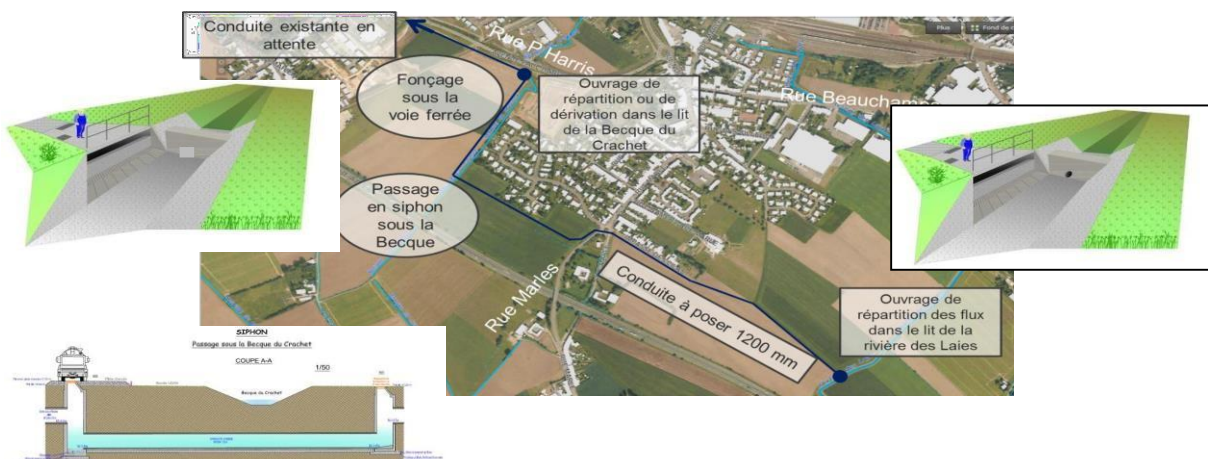 Conduite existante en
attente
Rue P Harris
Plus
Fonçage
sous la
voie ferrée
Ouvrage de
répartition ou de
dérivation dans le lit
de la Becque du
Crachet
Rue Beauchamp
Passage
en siphon
sous la
Becque
Rue Marles
Conduite à poser 1200 mm
Ouvrage de
répartition des flux
dans le lit de la
rivière des Laies
SIPHON
Passage sous la Becque du Crachet
COUPE A-A
1/50
Becque du Crachet